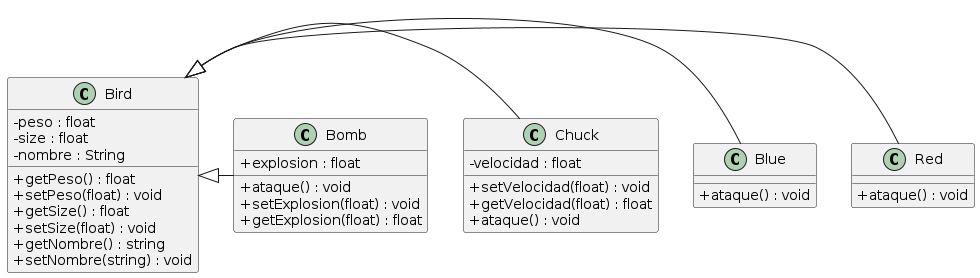 C Bird
-peso : float
-size : float
-nombre : String
+getPeso() : float
+setPeso(float) : void
+getSize() : float
+setSize(float) : void
+getNombre() : string
+setNombre(string) : void
C Bomb
+explosion : float
+ataque() : void
+setExplosion(float) : void
+getExplosion(float) : float
C Chuck
-velocidad : float
+setVelocidad(float) : void
+getVelocidad(float) : float
+ataque() : void
C Blue
+ataque() : void
C Red
+ataque() : void